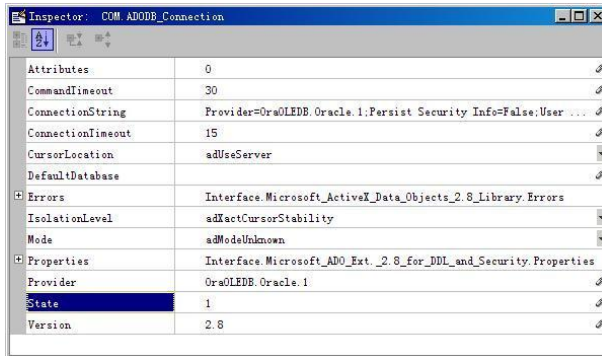 Inspector: COM.ADODB_Connection
Attributes 0
CommandTimeout 30
ConnectionString Provider=OraOLEDB.Oracle.1;Persist Security Info=False;User ...
ConnectionTimeout 15
CursorLocation adUseServer
DefaultDatabase
Errors Interface.Microsoft_ActiveX_Data_Objects_2.8_Library.Errors
IsolationLevel adXactCursorStability
Mode adModeUnknown
Properties Interface.Microsoft_ADO_Ext._2.8_for_DDL_and_Security.Properties
Provider OraOLEDB.Oracle.1
State 1
Version 2.8